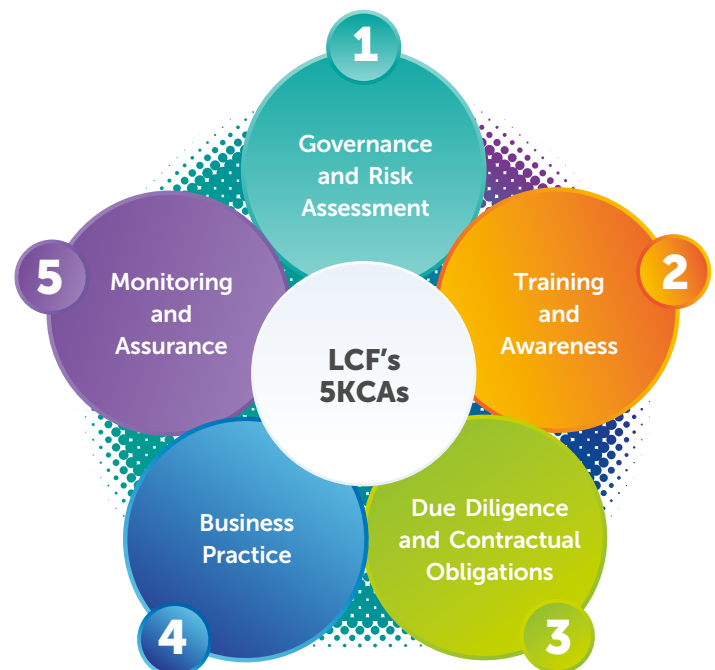 1
Governance
and Risk
Assessment
2
Training
and
Awareness
3
Due Diligence
and Contractual
Obligations
4
Business
Practice
5
Monitoring
and
Assurance
LCF's
5KCAs